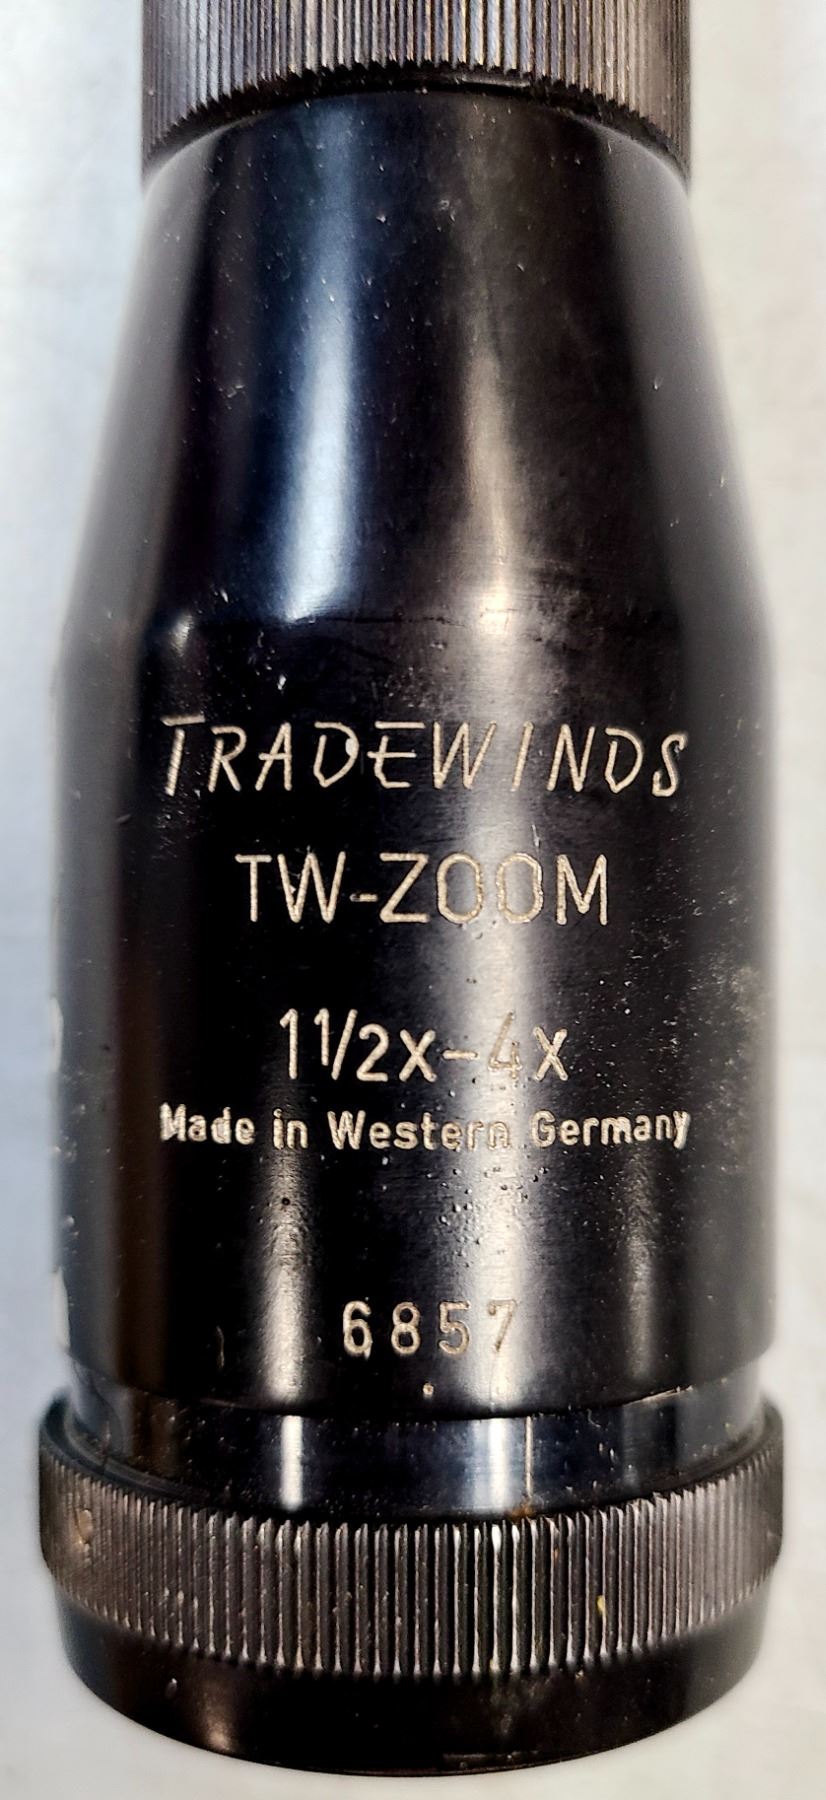 TRADEWINDS
TW-ZOOM
1 1/2x-4x
Made in Western Germany
6857